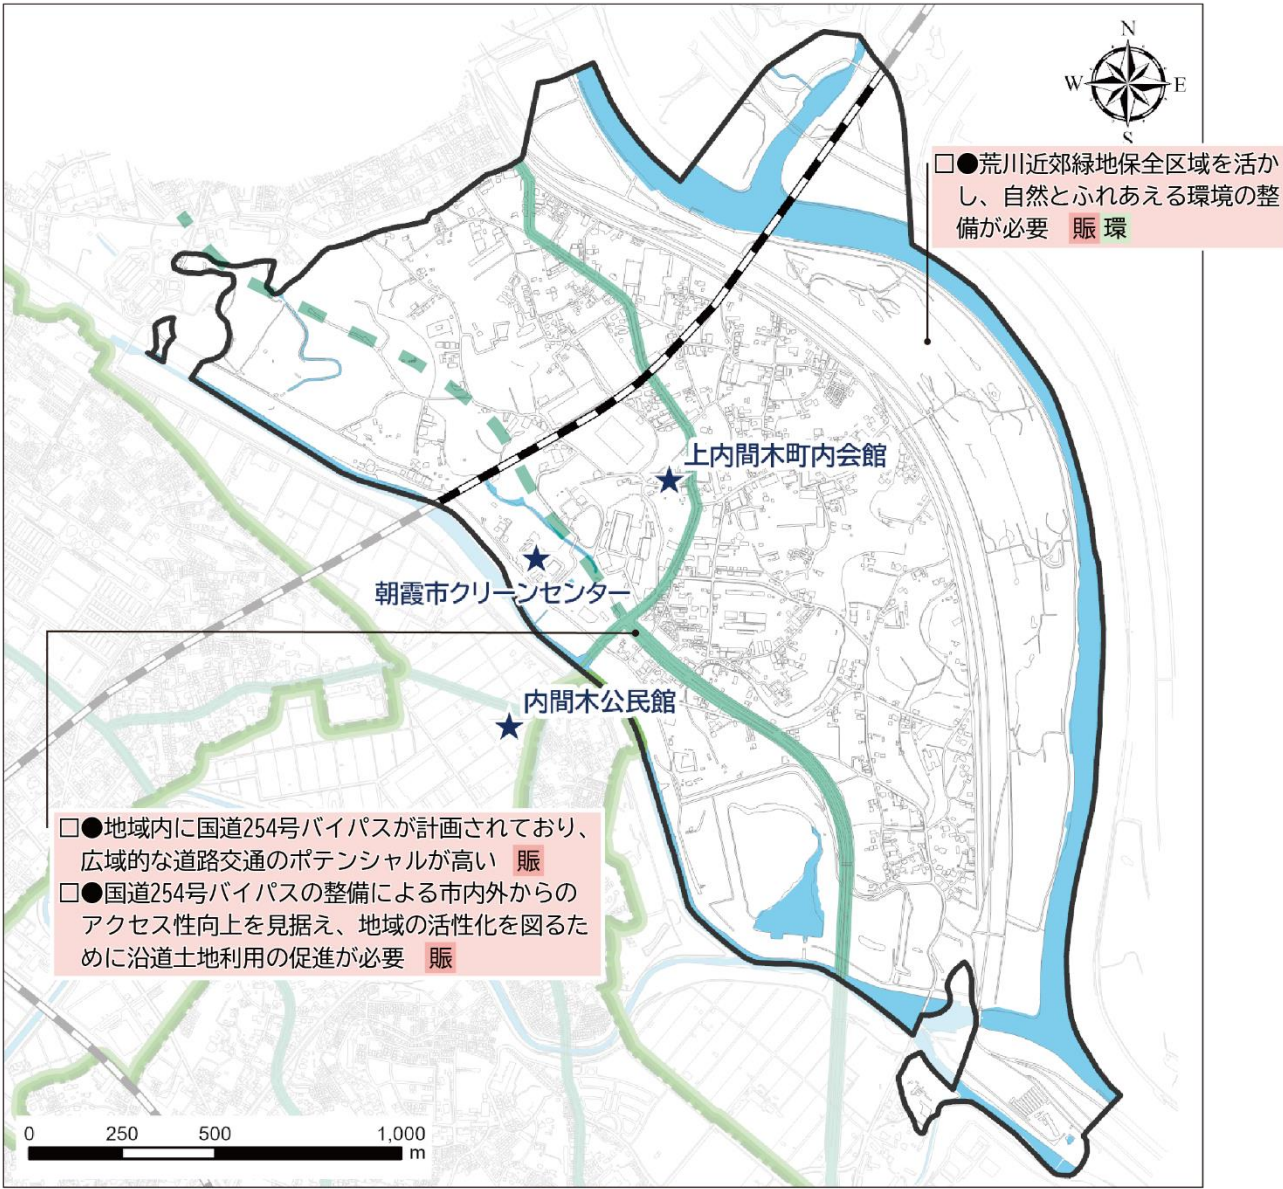 N
W E
S
□●荒川近郊緑地保全区域を活か
し、自然とふれあえる環境の整
備が必要 賑 環
上内間木町内会館
朝霞市クリーンセンター
内間木公民館
□●地域内に国道254号バイパスが計画されており、
広域的な道路交通のポテンシャルが高い 賑
□●国道254号バイパスの整備による市内外からの
アクセス性向上を見据え、地域の活性化を図るた
めに沿道土地利用の促進が必要 賑
0 250 500 1,000
m